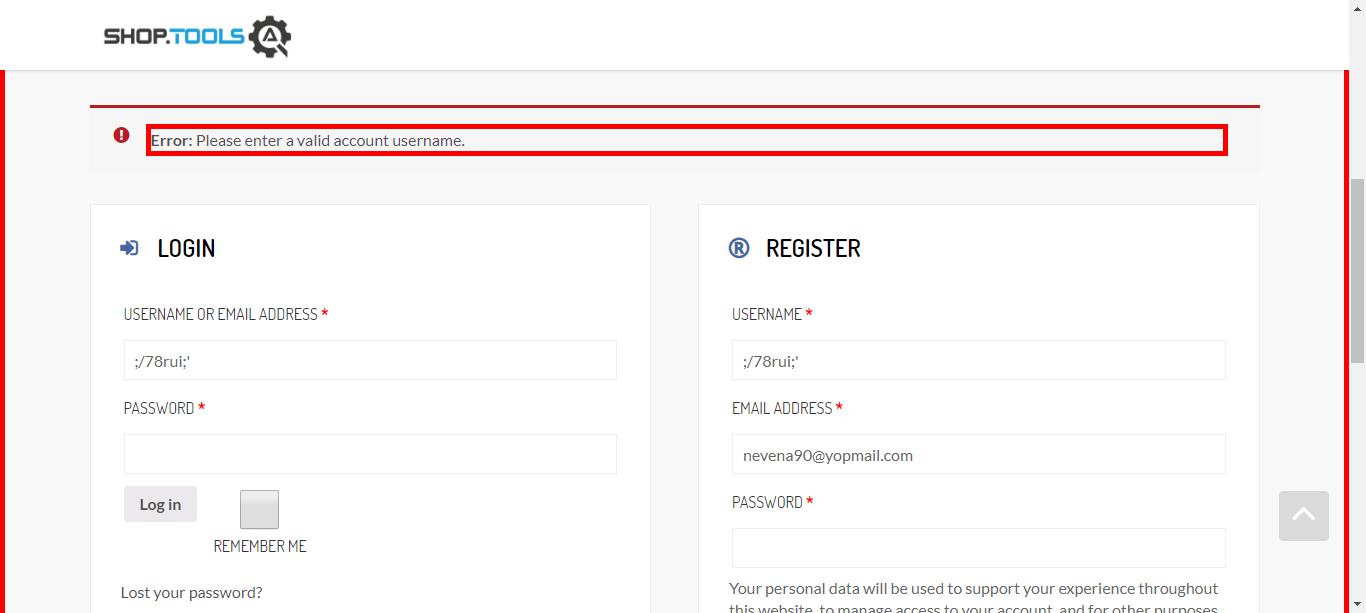 SHOP.TOOLS
Error: Please enter a valid account username.
LOGIN
USERNAME OR EMAIL ADDRESS *
;/78rui;'
PASSWORD *
Log in
REMEMBER ME
Lost your password?
REGISTER
USERNAME *
;/78rui;'
EMAIL ADDRESS *
nevena90@yopmail.com
PASSWORD *
Your personal data will be used to support your experience throughout
this website, to manage access to your account, and for other purposes